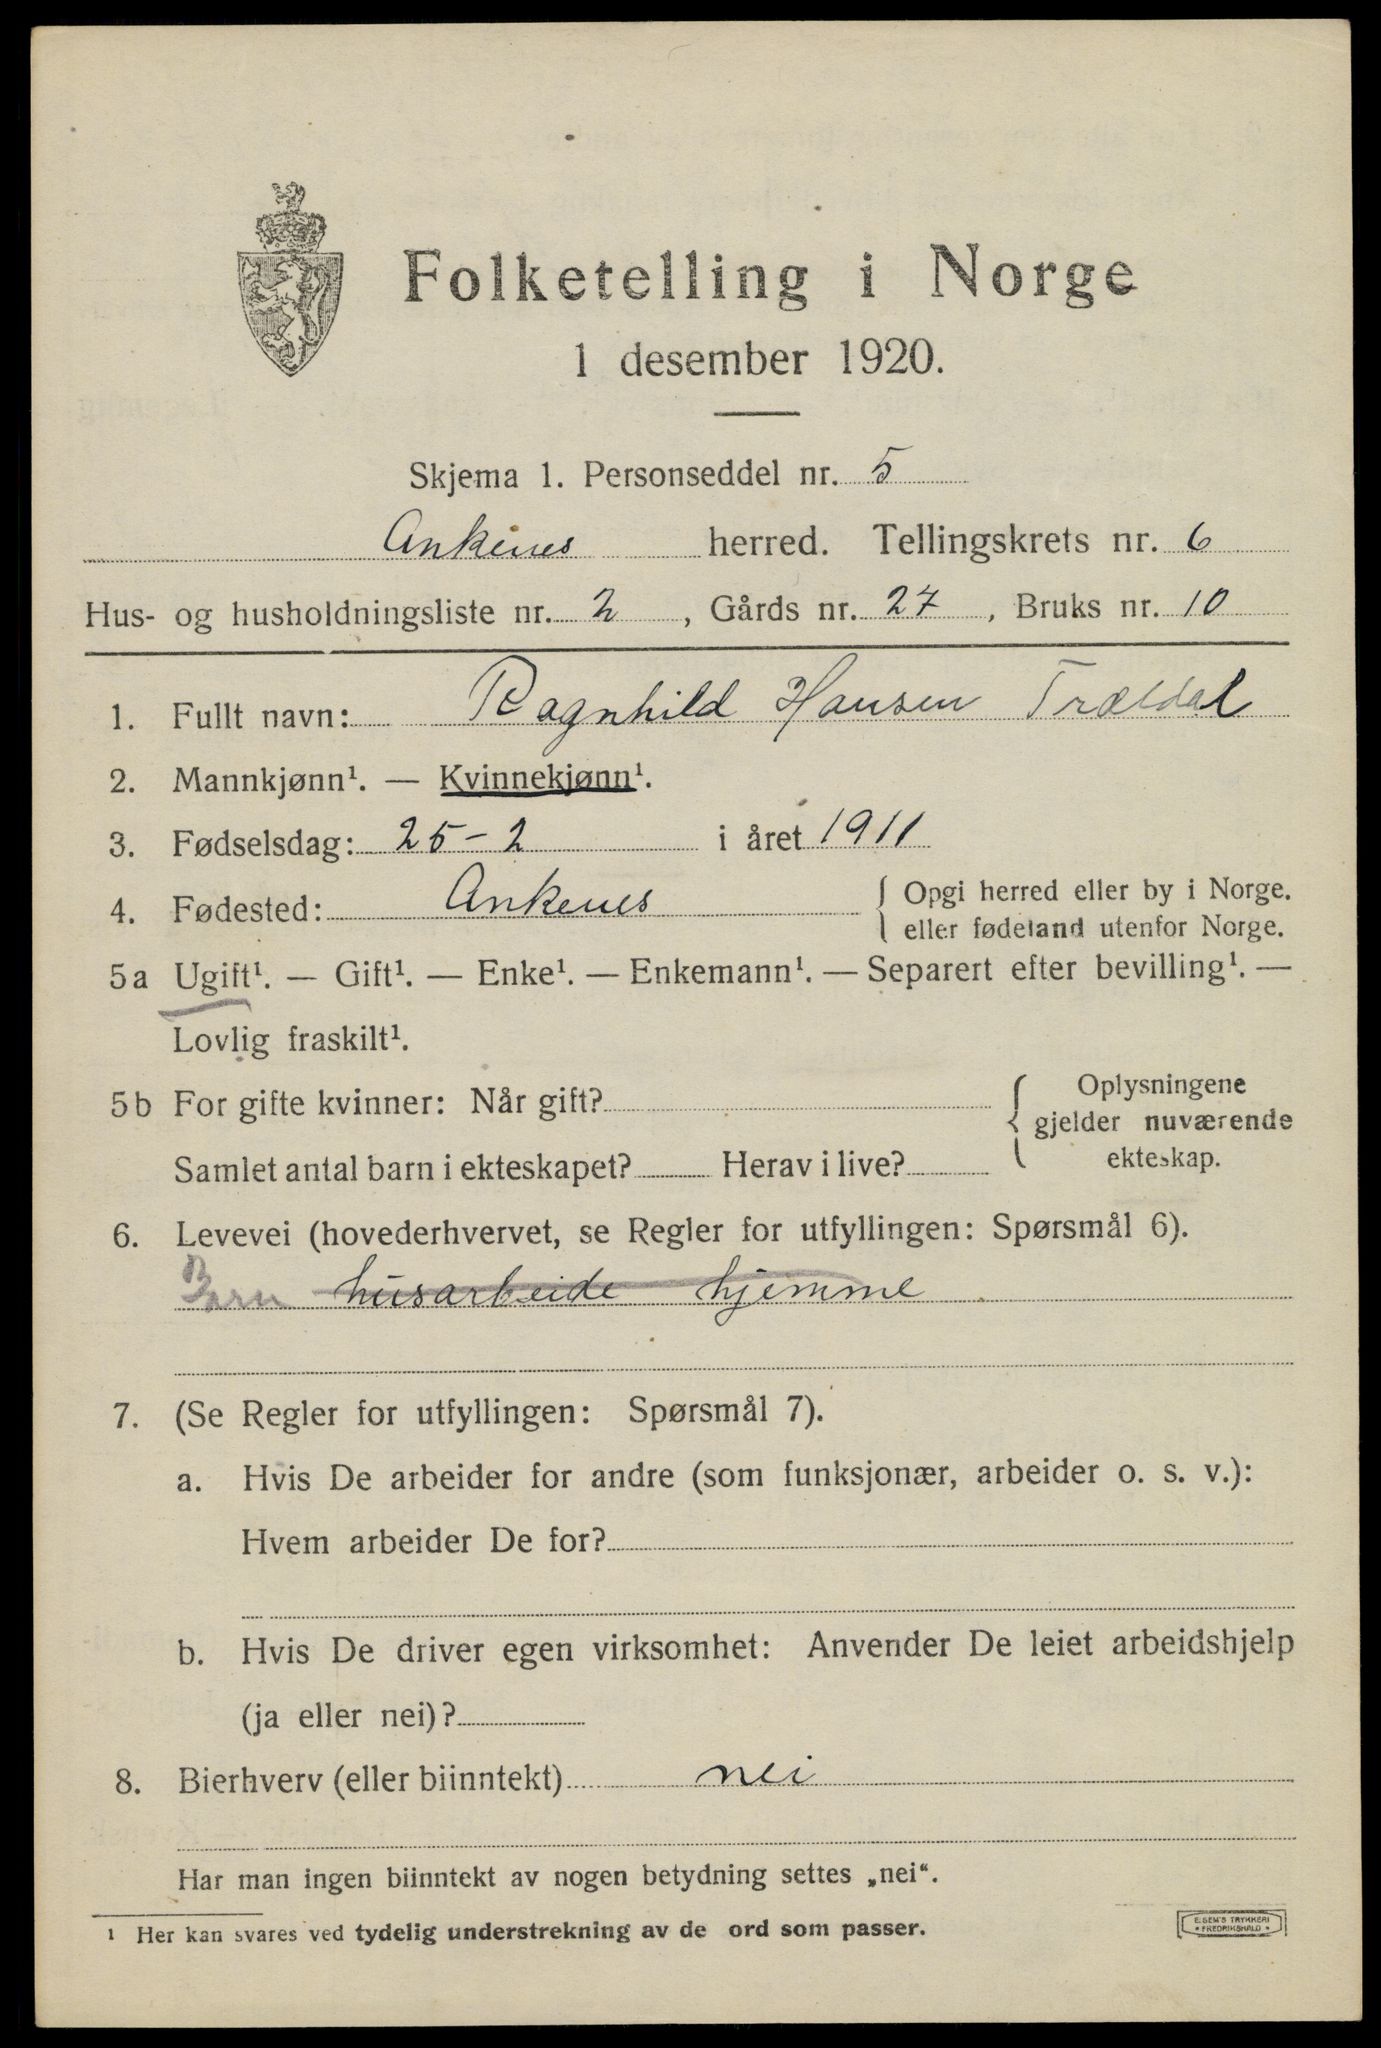 Folketelling i Norge
1 desember 1920.
Skjema 1. Personseddel nr. 5
Ankenes herred. Tellingskrets nr. 6
Hus- og husholdningsliste nr. 2, Gårds nr. 27, Bruks nr. 10
1. Fullt navn: Ragnhild Hansen Trældal
2. Mannkjønn¹. — Kvinnekjønn¹.
3. Fødselsdag: 25-2 i året 1911
4. Fødested: Ankenes { Opgi herred eller by i Norge.
eller fødeland utenfor Norge.
5a Ugift¹. — Gift¹. — Enke¹. — Enkemann¹. — Separert efter bevilling¹. —
Lovlig fraskilt¹.
5b For gifte kvinner: Når gift?
Samlet antal barn i ekteskapet? Herav i live?
Oplysningene
gjelder nuværende
ekteskap.
6. Levevei (hovederhvervet, se Regler for utfyllingen: Spørsmål 6).
Barn husarbeide hjemme
7. (Se Regler for utfyllingen: Spørsmål 7).
a. Hvis De arbeider for andre (som funksjonær, arbeider o. s. v.):
Hvem arbeider De for?
b. Hvis De driver egen virksomhet: Anvender De leiet arbeidshjelp
(ja eller nei)?
8. Bierhverv (eller biinntekt) nei
Har man ingen biinntekt av nogen betydning settes „nei“.
¹ Her kan svares ved tydelig understrekning av de ord som passer.
E. SEM'S TRYKKERI
• FREDRIKSHALD •